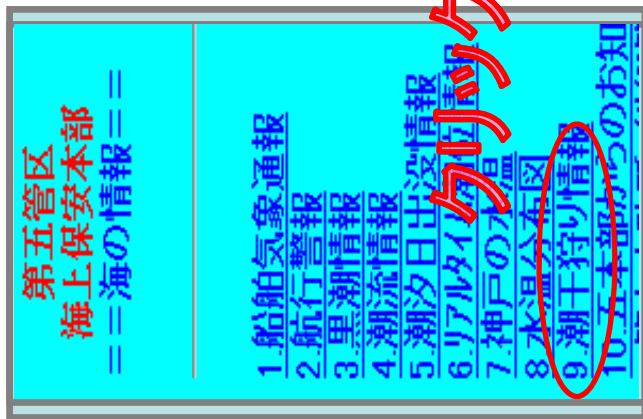 第五管区
海上保安本部
==海の情報==
1.船舶気象通報
2.航行警報
3.黒潮情報
4.潮流情報
5.潮汐日出没情報
6.リアルタイム潮位情報
7.神戸の水温
8.水温分布図
9.潮干狩り情報
10.五本部からのお知
クリック